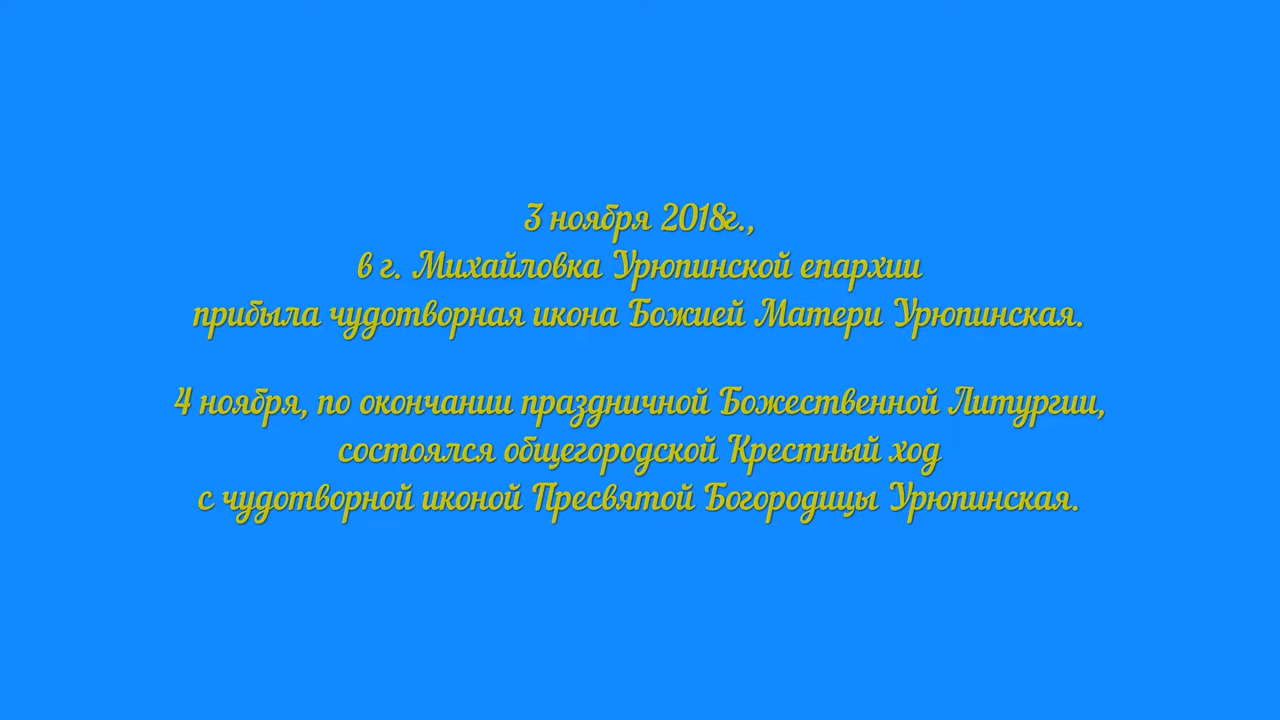 3 ноября 2018г.,
в г. Михайловка Урюпинской епархии
прибыла чудотворная икона Божией Матери Урюпинская.
4 ноября, по окончании праздничной Божественной Литургии,
состоялся общегородской Крестный ход
с чудотворной иконой Пресвятой Богородицы Урюпинская.